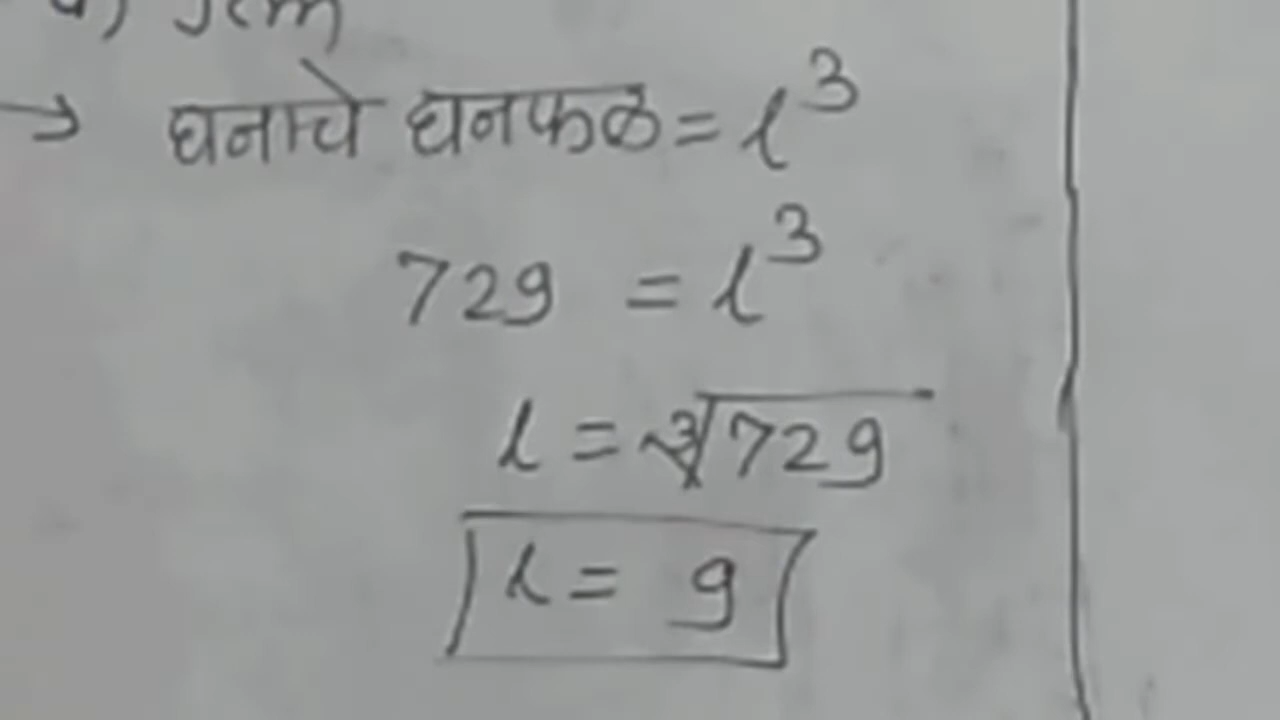 → घनाचे घनफळ = l³
729 = l³
l = ∛729
l = 9